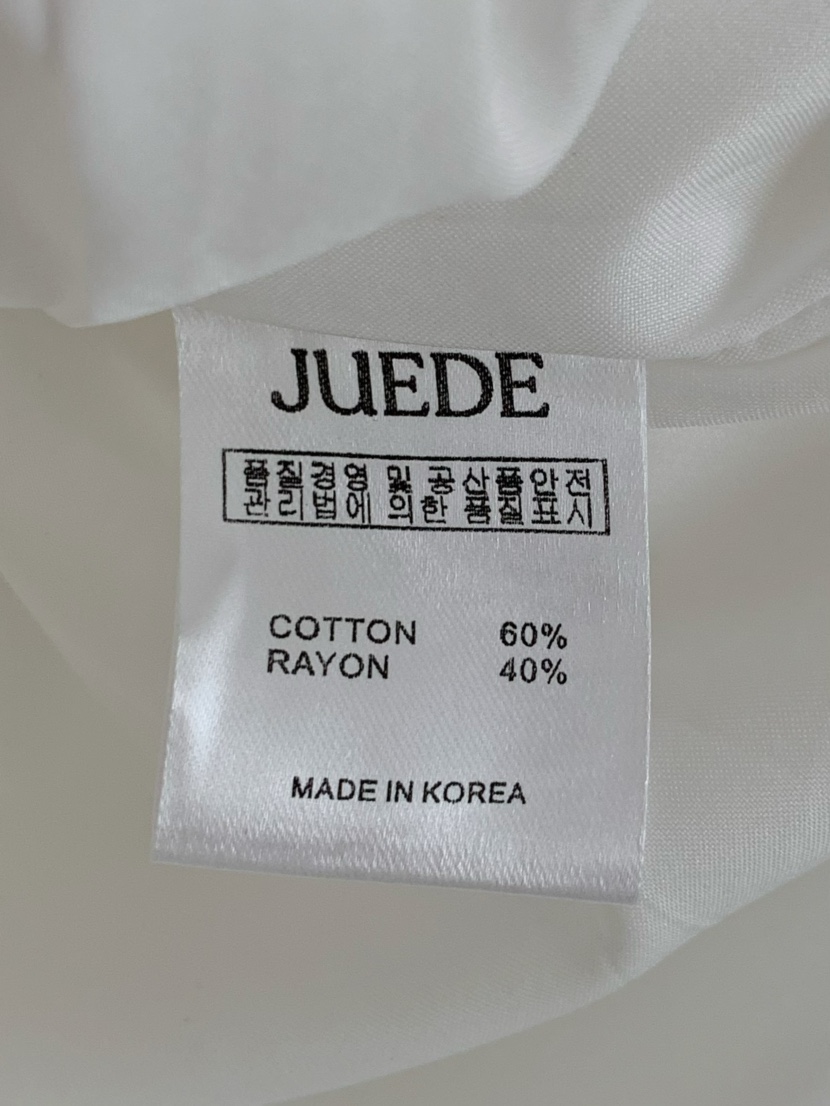 JUEDE
품질경영 및 공산품안전
관리법에 의한 품질표시
COTTON 60%
RAYON 40%
MADE IN KOREA